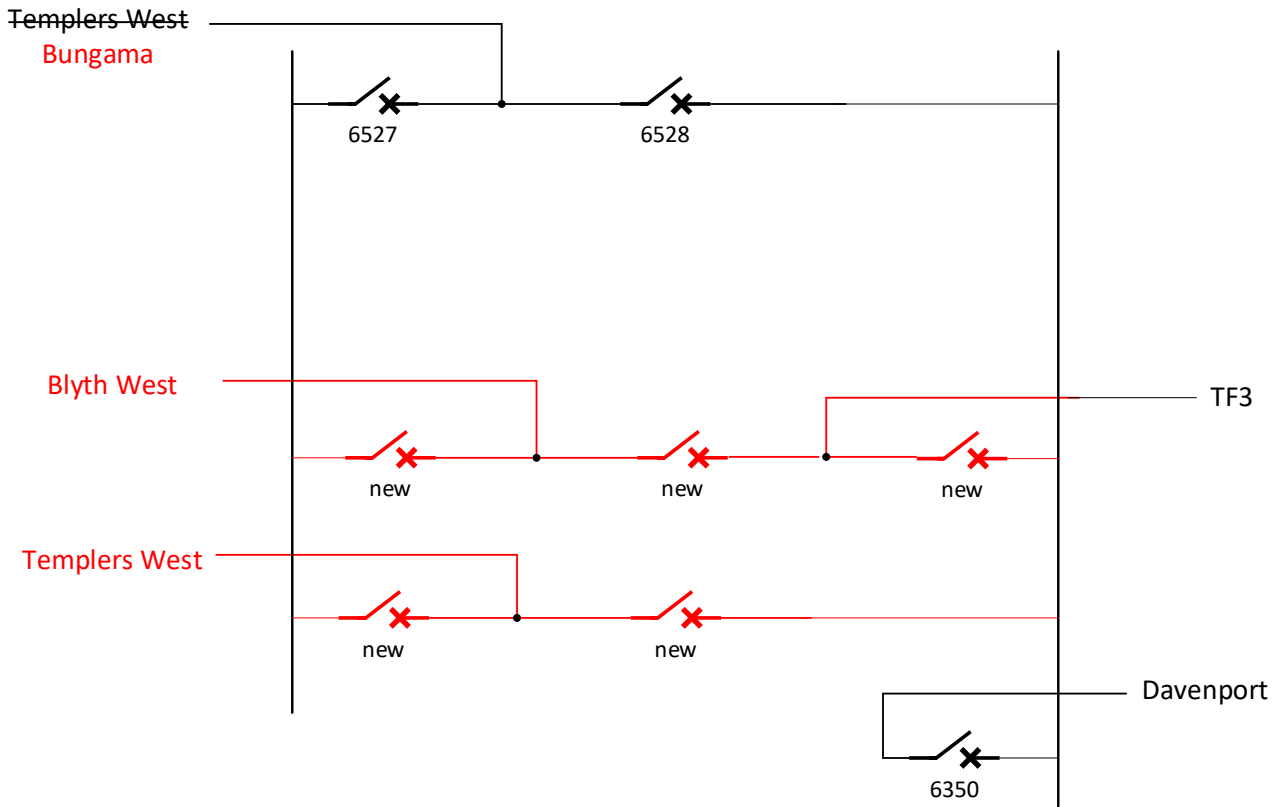 Templers West
Bungama
6527
6528
Blyth West
TF3
new
new
new
Templers West
new
new
Davenport
6350